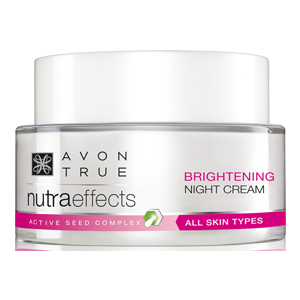 AVON
TRUE
nutraeffects
ACTIVE SEED COMPLEX
BRIGHTENING
NIGHT CREAM
ALL SKIN TYPES